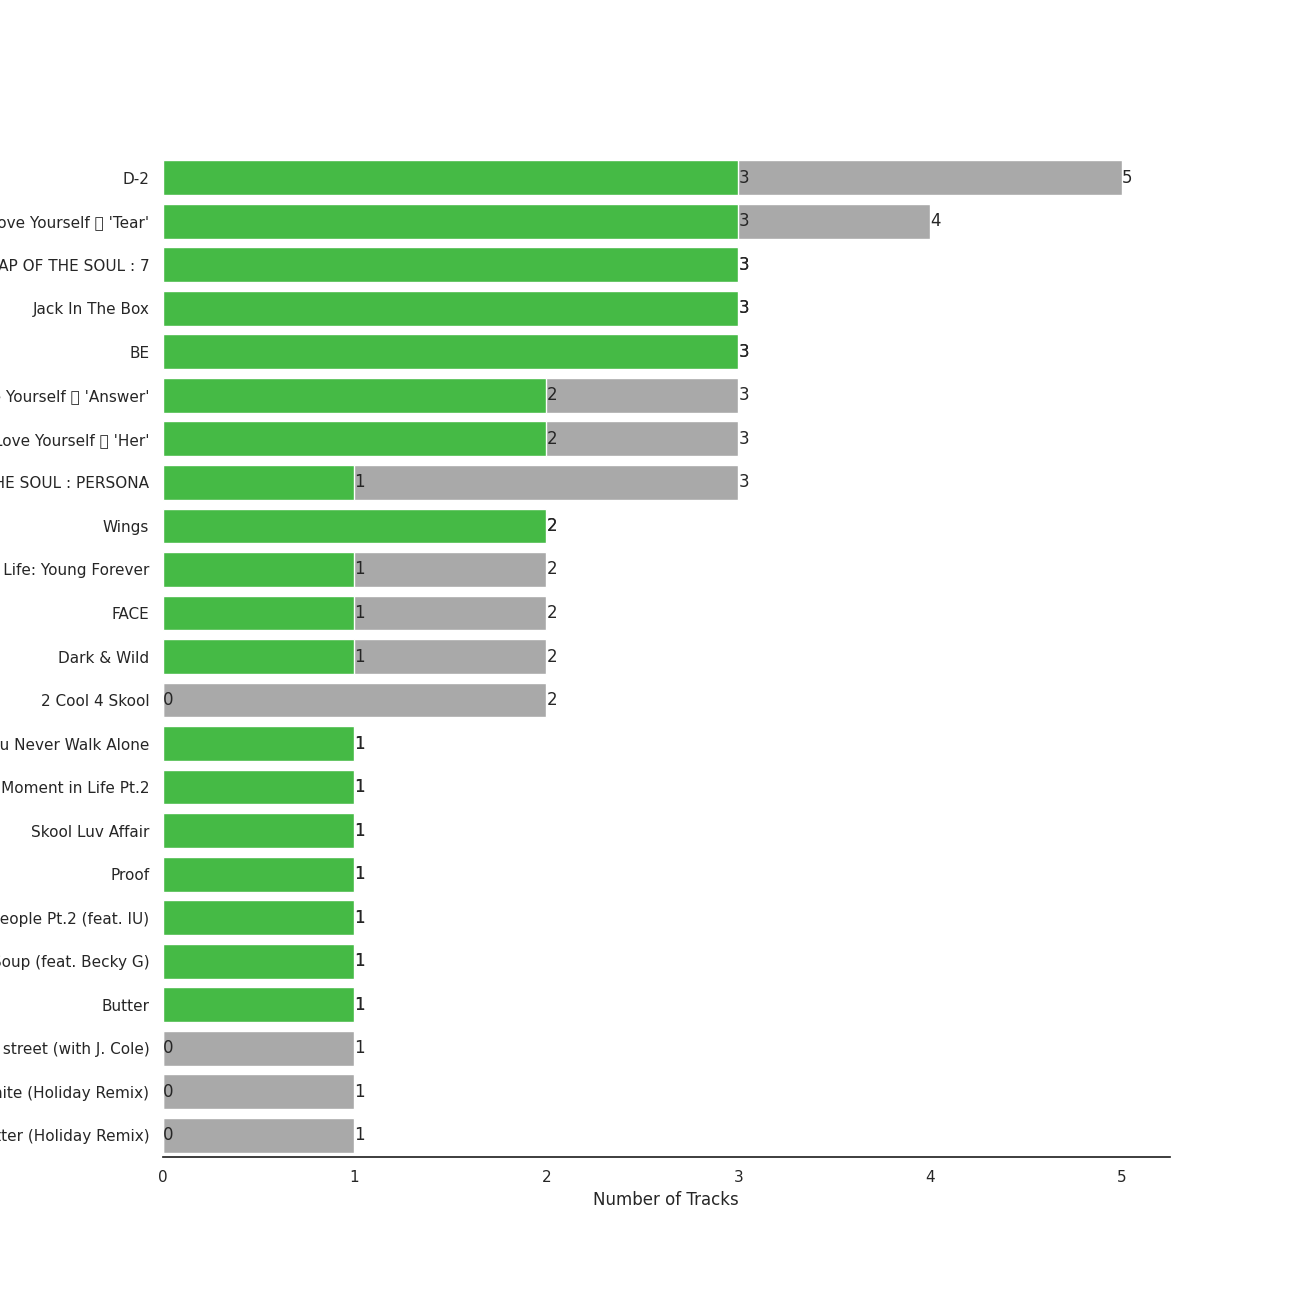 D-2 3 5
ove Yourself 'Tear' 3 4
AP OF THE SOUL : 7 3
Jack In The Box 3
BE 3
Yourself 'Answer' 2 3
Love Yourself 'Her' 2 3
HE SOUL : PERSONA 1 3
Wings 2
Life: Young Forever 1 2
FACE 1 2
Dark & Wild 1 2
2 Cool 4 Skool 0 2
u Never Walk Alone 1
Moment in Life Pt.2 1
Skool Luv Affair 1
Proof 1
eople Pt.2 (feat. IU) 1
Soup (feat. Becky G) 1
Butter 1
street (with J. Cole) 0 1
ite (Holiday Remix) 0 1
ter (Holiday Remix) 0 1
0 1 2 3 4 5
Number of Tracks